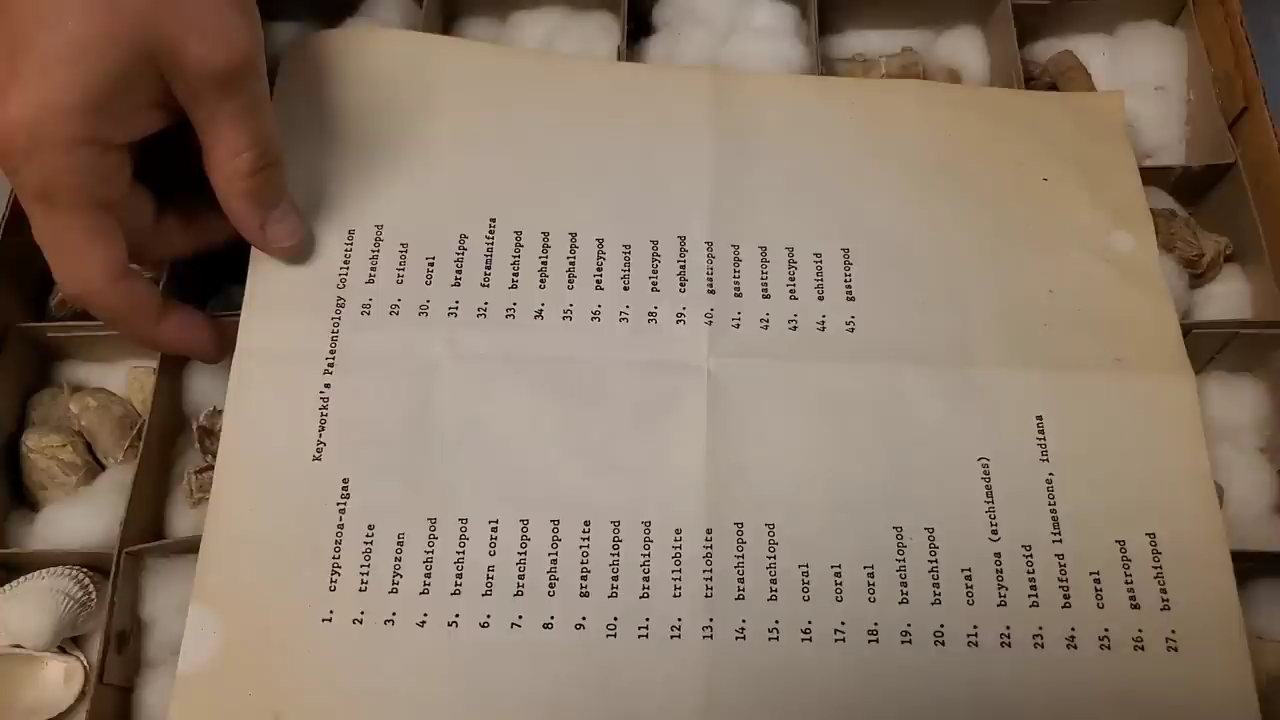 Key-workd's Paleontology Collection
1. cryptozoa-algae
2. trilobite
3. bryozoan
4. brachiopod
5. brachiopod
6. horn coral
7. brachiopod
8. cephalopod
9. graptolite
10. brachiopod
11. brachiopod
12. trilobite
13. trilobite
14. brachiopod
15. brachiopod
16. coral
17. coral
18. coral
19. brachiopod
20. brachiopod
21. coral
22. bryozoa (archimedes)
23. blastoid
24. bedford limestone, indiana
25. coral
26. gastropod
27. brachiopod
28. brachiopod
29. crinoid
30. coral
31. brachipop
32. foraminifera
33. brachiopod
34. cephalopod
35. cephalopod
36. pelecypod
37. echinoid
38. pelecypod
39. cephalopod
40. gastropod
41. gastropod
42. gastropod
43. pelecypod
44. echinoid
45. gastropod